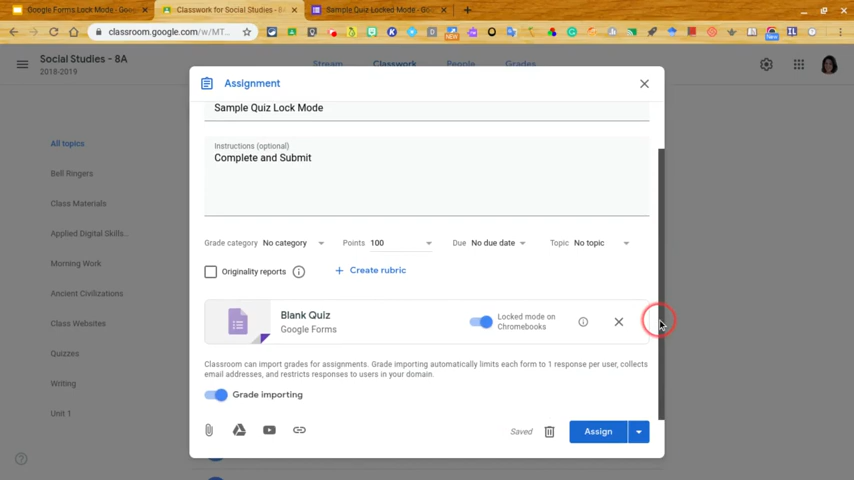 Google Forms Lock Mode - Goo
Classwork for Social Studies - 8A
Sample Quiz Locked Mode - Go
classroom.google.com/w/MT...
Social Studies - 8A
2018-2019
Stream
Classwork
People
Grades
Assignment
Sample Quiz Lock Mode
Instructions (optional)
Complete and Submit
Grade category No category Points 100 Due No due date Topic No topic
Originality reports
Create rubric
Blank Quiz
Google Forms
Locked mode on
Chromebooks
Classroom can import grades for assignments. Grade importing automatically limits each form to 1 response per user, collects
email addresses, and restricts responses to users in your domain.
Grade importing
Saved
Assign
All topics
Bell Ringers
Class Materials
Applied Digital Skills..
Morning Work
Ancient Civilizations
Class Websites
Quizzes
Writing
Unit 1